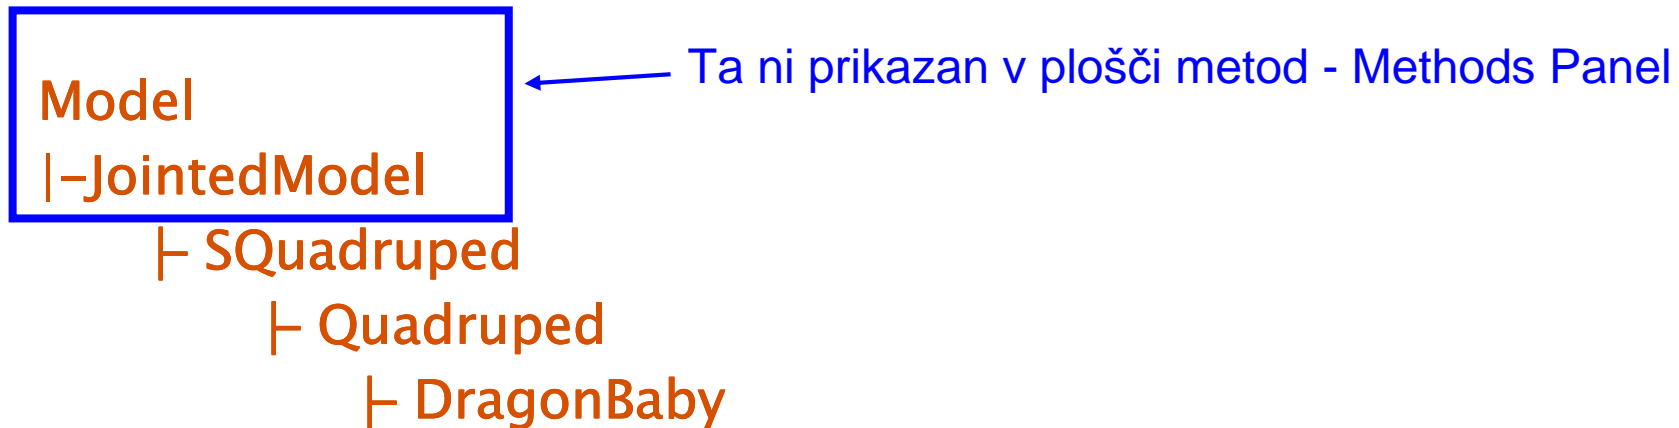 Ta ni prikazan v plošči metod - Methods Panel
Model
|-JointedModel
├ SQuadruped
├ Quadruped
├ DragonBaby